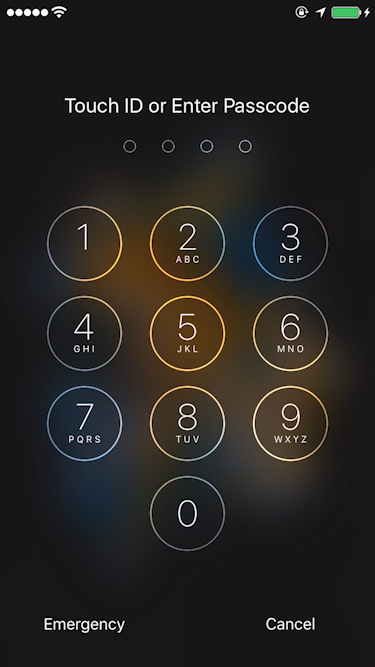 Touch ID or Enter Passcode
1 2 3
ABC DEF
4 5 6
GHI JKL MNO
7 8 9
PQRS TUV WXYZ
0
Emergency Cancel